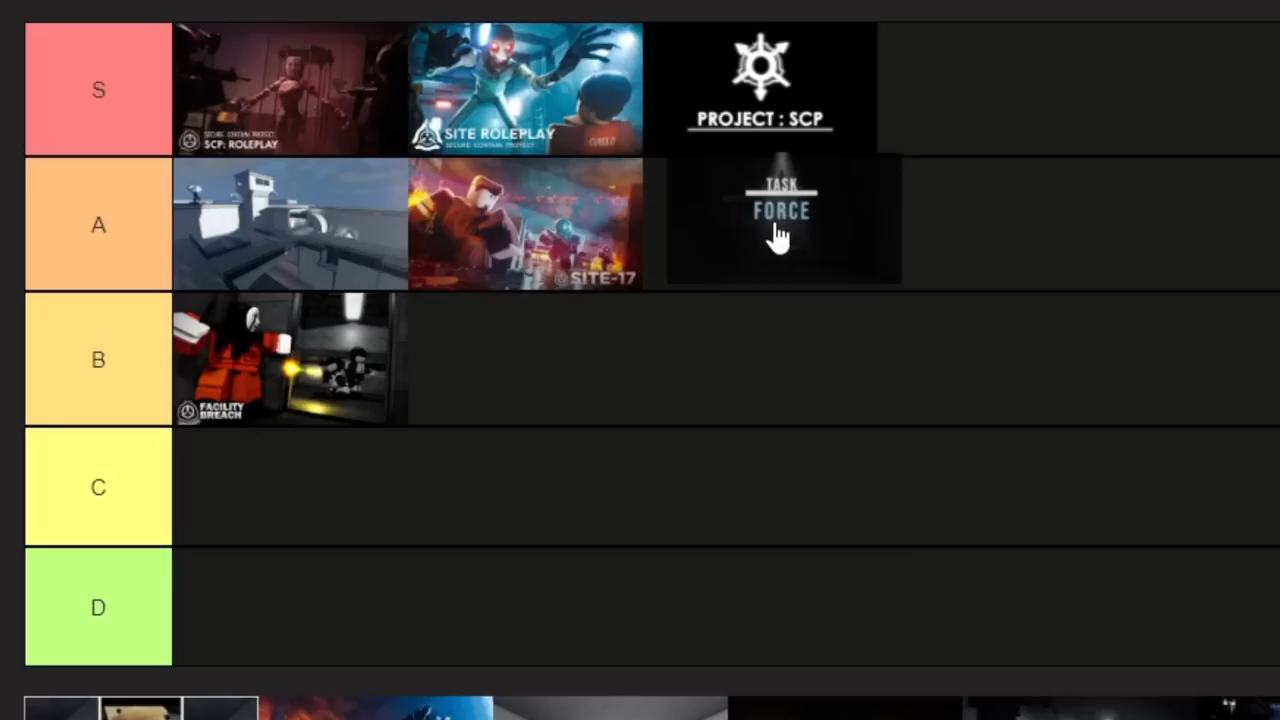 S
SECURE. CONTAIN. PROTECT.
SCP: ROLEPLAY
SITE ROLEPLAY
SECURE. CONTAIN. PROTECT.
PROJECT : SCP
A
SITE-17
TASK
FORCE
B
FACILITY
BREACH
C
D